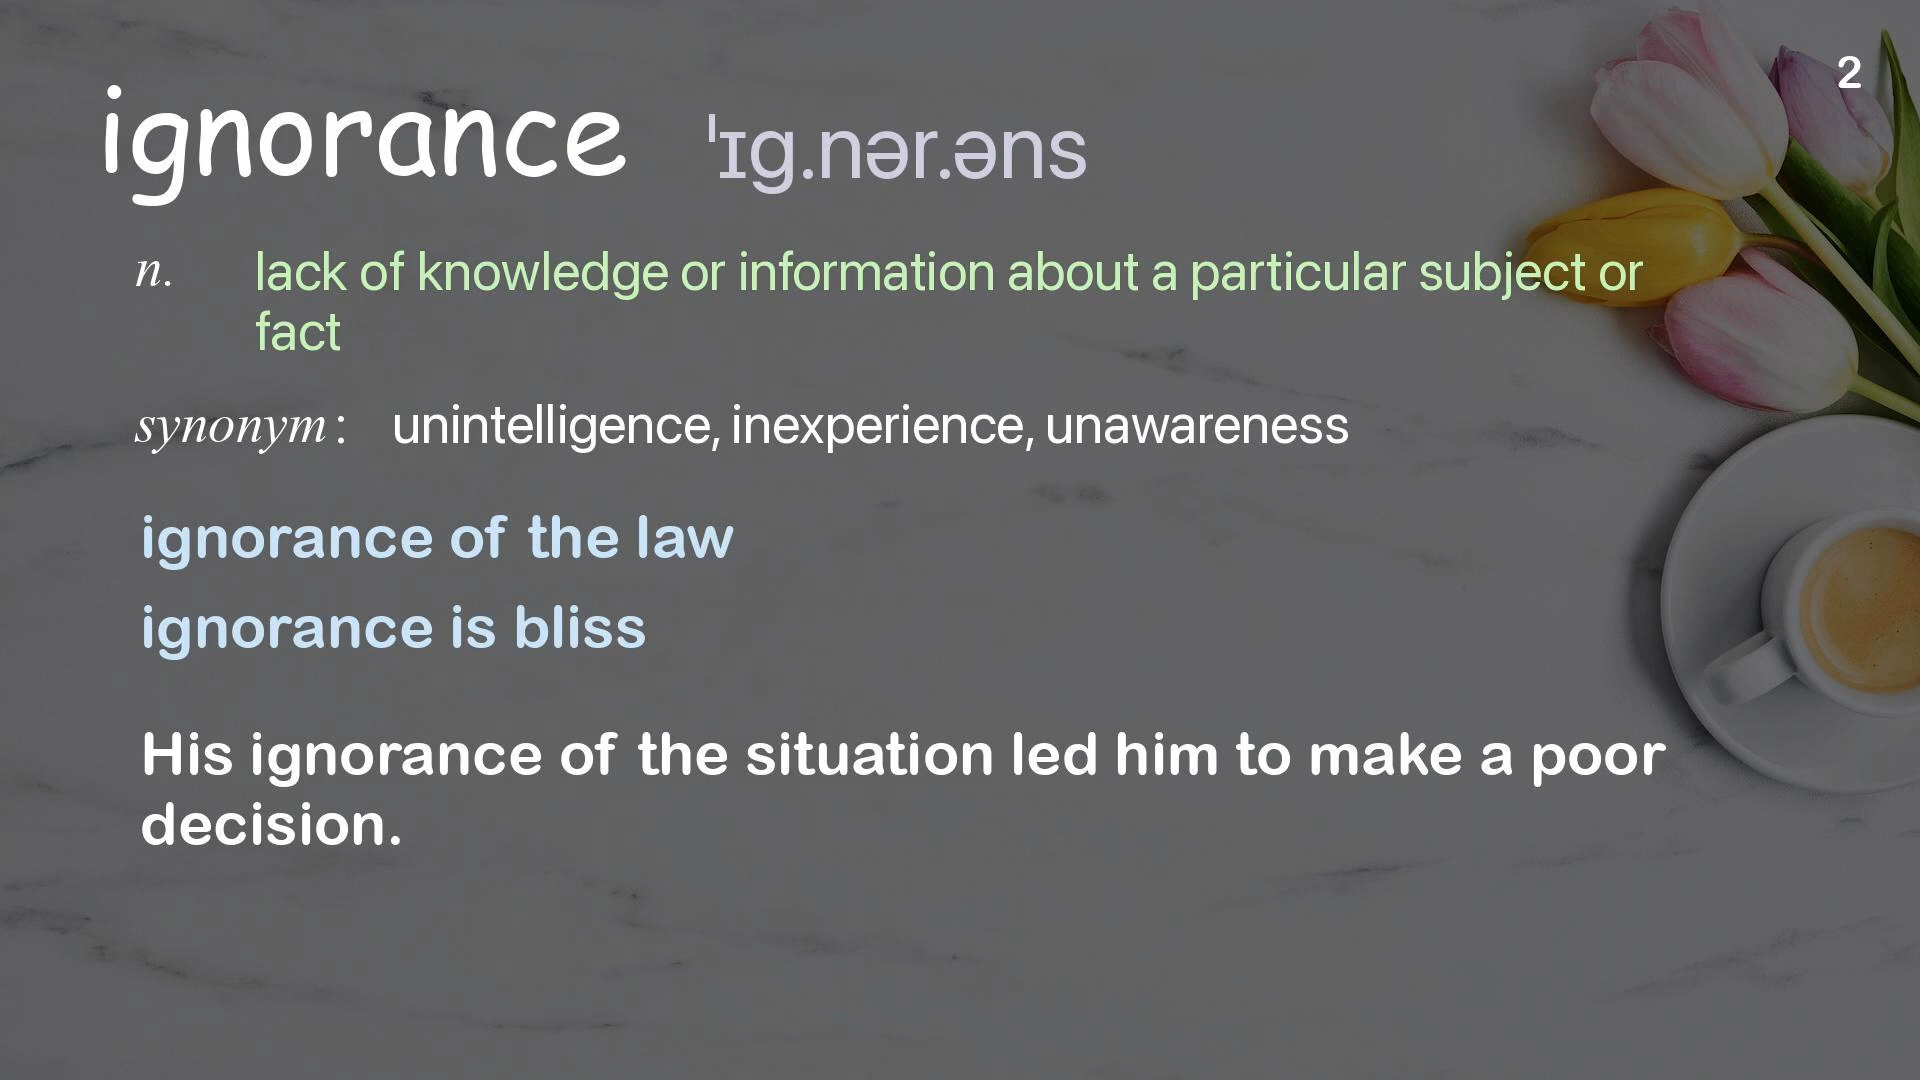 2
ignorance ˈɪg.nər.əns
n. lack of knowledge or information about a particular subject or
fact
synonym : unintelligence, inexperience, unawareness
ignorance of the law
ignorance is bliss
His ignorance of the situation led him to make a poor
decision.